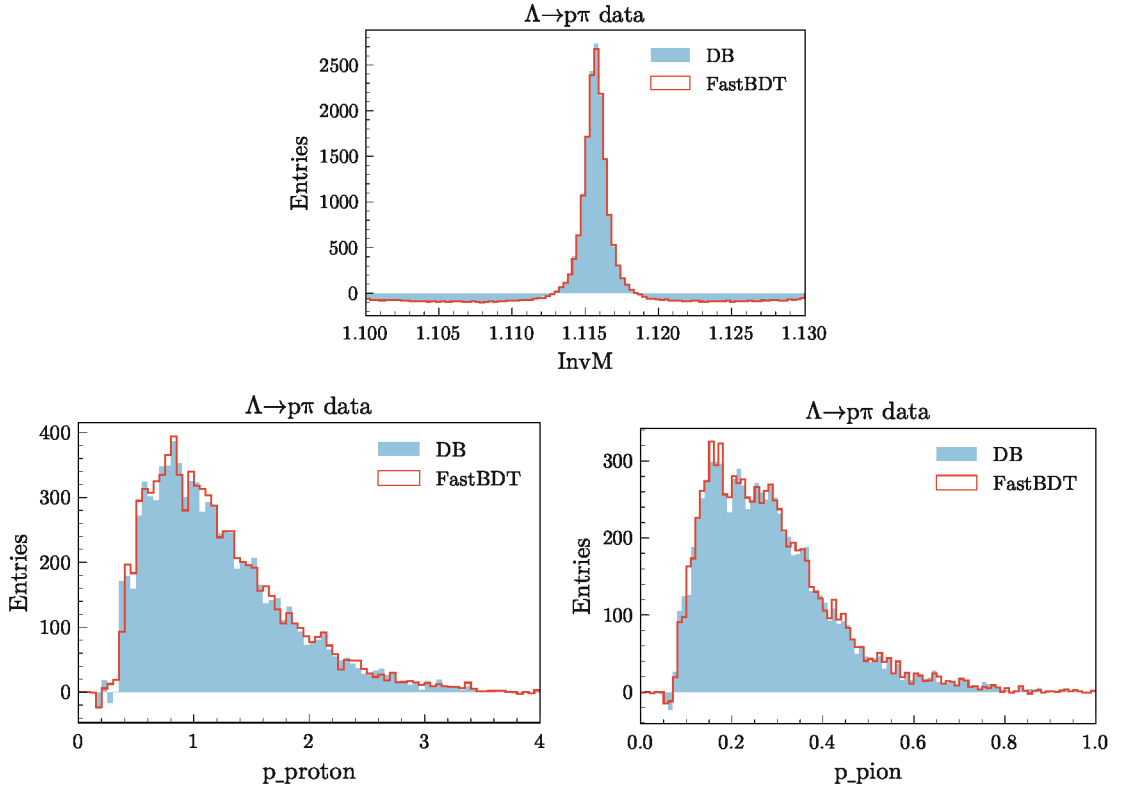 Λ→pπ data
2500
2000
1500
1000
500
0
Entries
DB
FastBDT
1.100 1.105 1.110 1.115 1.120 1.125 1.130
InvM
Λ→pπ data
400
300
200
100
0
Entries
DB
FastBDT
0 1 2 3 4
p_proton
Λ→pπ data
300
200
100
0
Entries
DB
FastBDT
0.0 0.2 0.4 0.6 0.8 1.0
p_pion